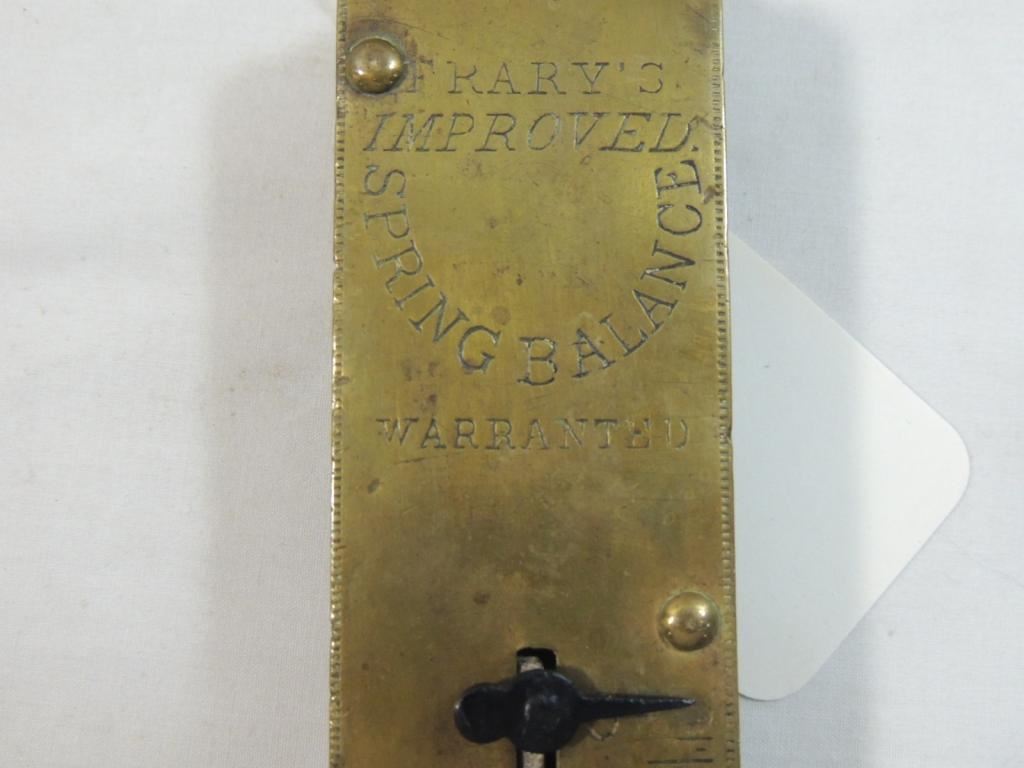 FRARY'S
IMPROVED.
SPRING BALANCE
WARRANTED